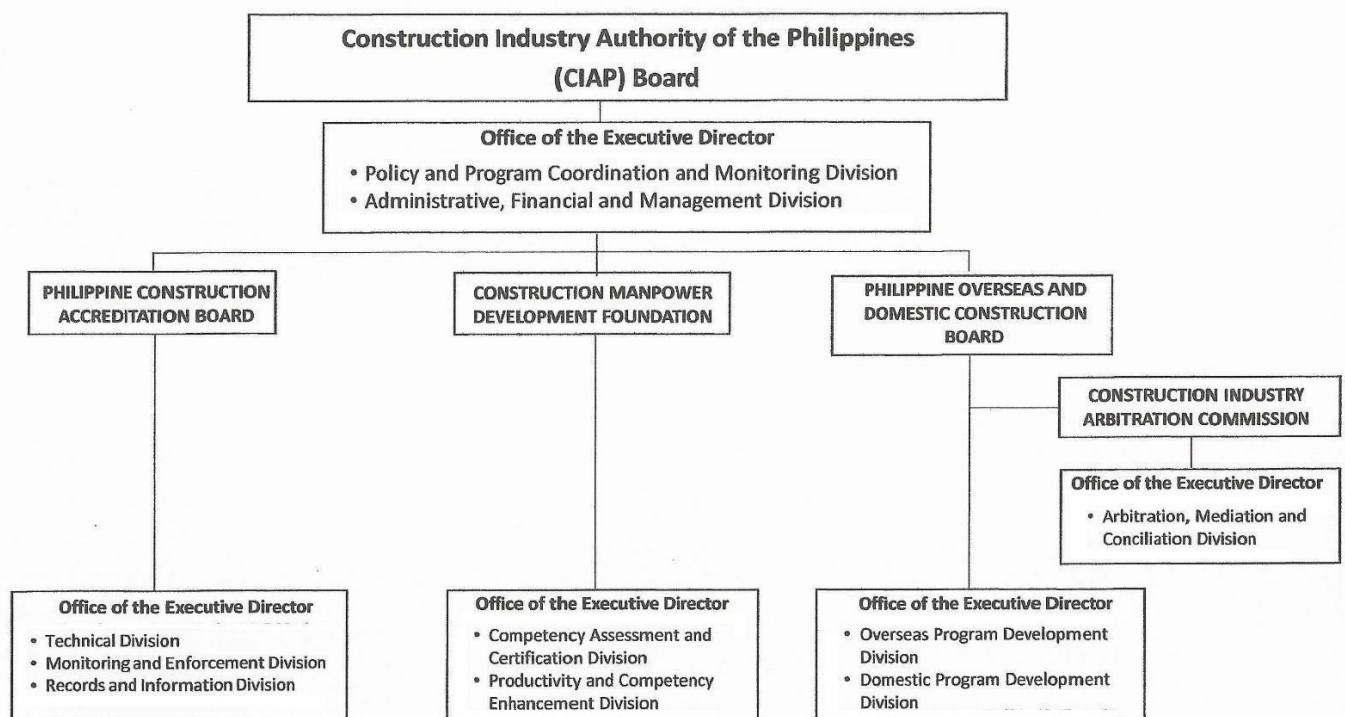 Construction Industry Authority of the Philippines
(CIAP) Board
Office of the Executive Director
• Policy and Program Coordination and Monitoring Division
• Administrative, Financial and Management Division
PHILIPPINE CONSTRUCTION
ACCREDITATION BOARD
CONSTRUCTION MANPOWER
DEVELOPMENT FOUNDATION
PHILIPPINE OVERSEAS AND
DOMESTIC CONSTRUCTION
BOARD
CONSTRUCTION INDUSTRY
ARBITRATION COMMISSION
Office of the Executive Director
• Arbitration, Mediation and
Conciliation Division
Office of the Executive Director
• Technical Division
• Monitoring and Enforcement Division
• Records and Information Division
Office of the Executive Director
• Competency Assessment and
Certification Division
• Productivity and Competency
Enhancement Division
Office of the Executive Director
• Overseas Program Development
Division
• Domestic Program Development
Division